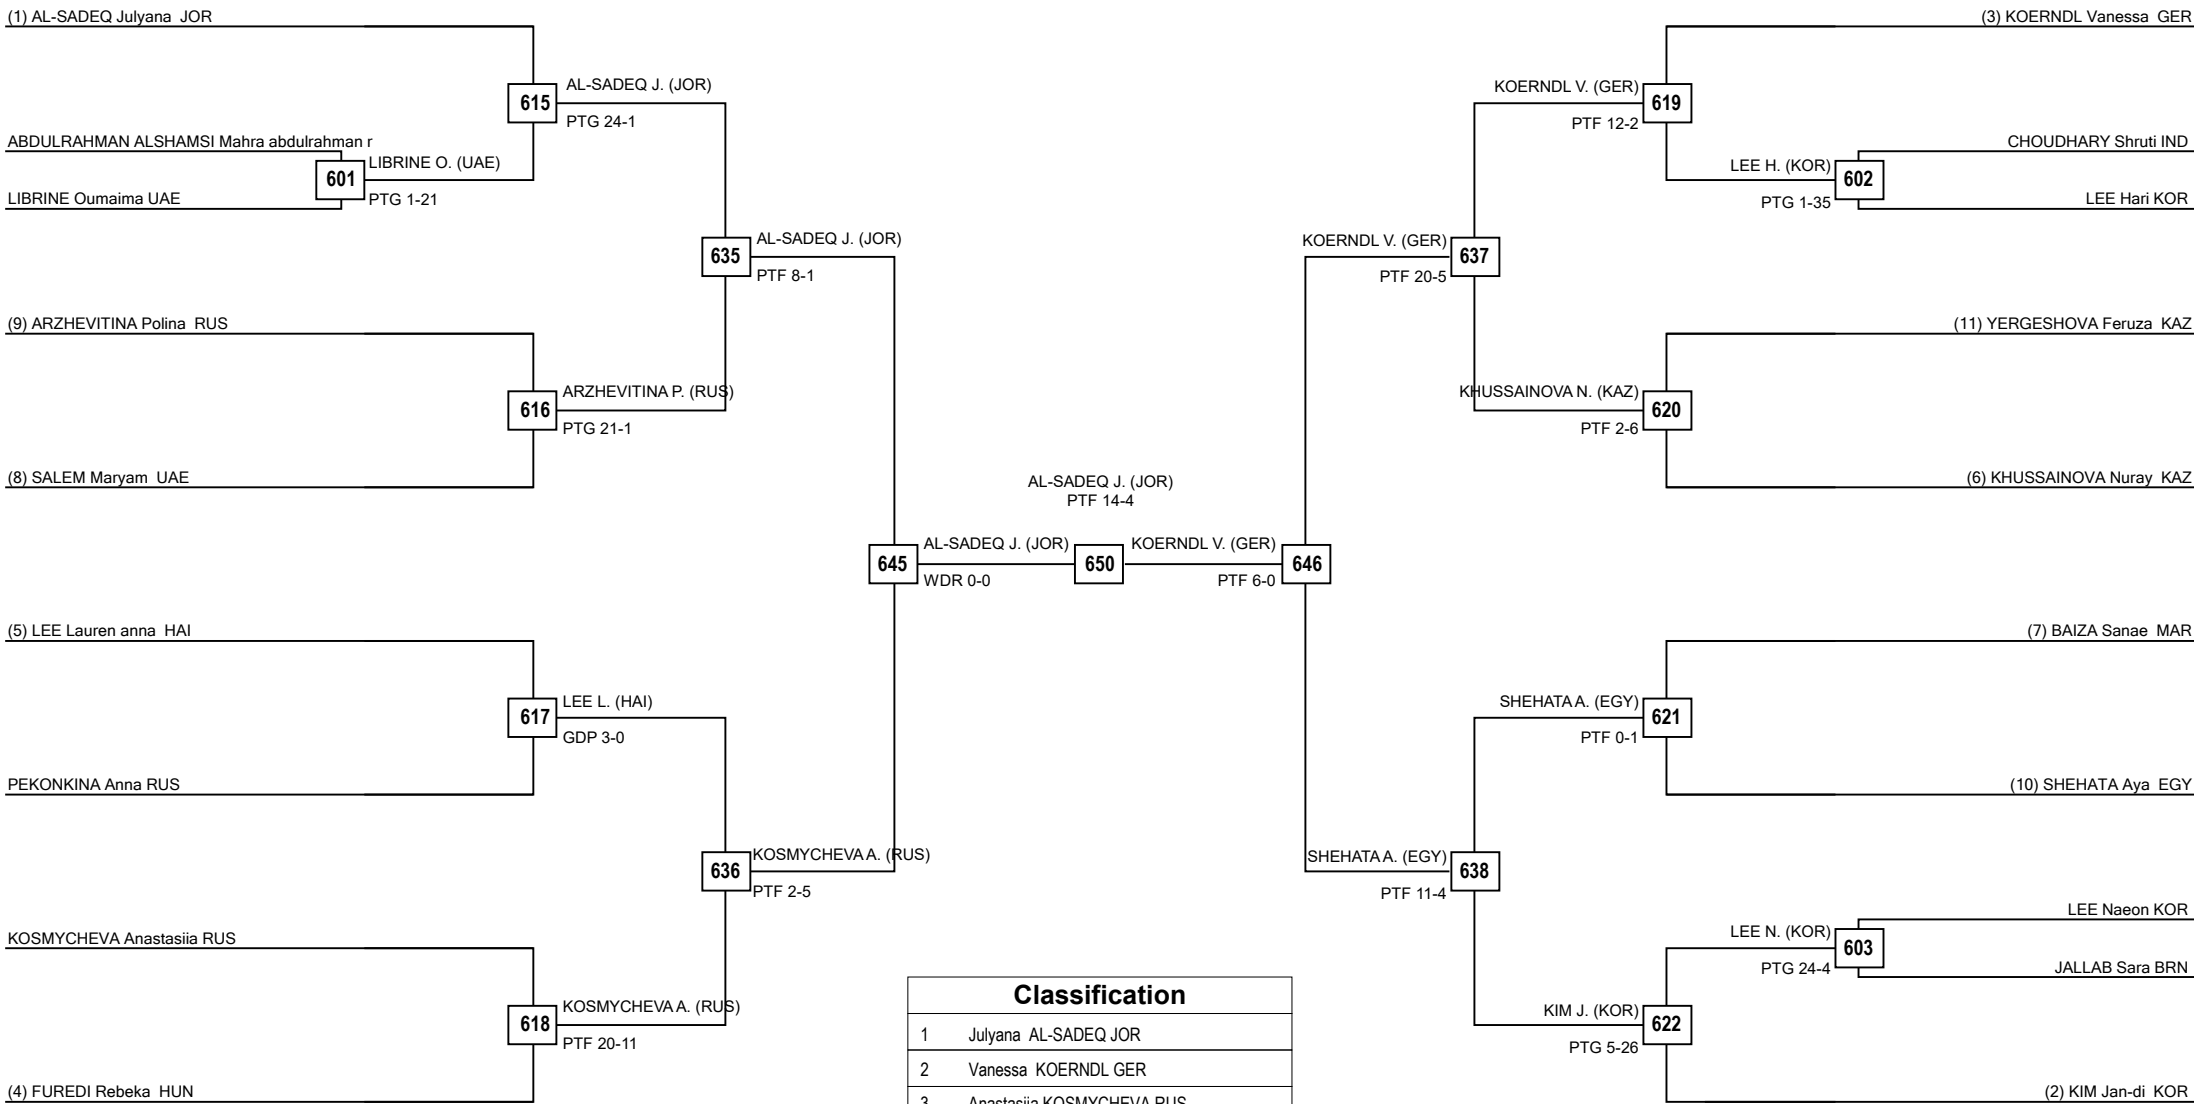 (1) AL-SADEQ Julyana JOR
(3) KOERNDL Vanessa GER
AL-SADEQ J. (JOR)
615
PTG 24-1
KOERNDL V. (GER)
619
PTF 12-2
ABDULRAHMAN ALSHAMSI Mahra abdulrahman r
601
LIBRINE O. (UAE)
PTG 1-21
LIBRINE Oumaima UAE
CHOUDHARY Shruti IND
LEE H. (KOR)
602
PTG 1-35
LEE Hari KOR
AL-SADEQ J. (JOR)
635
PTF 8-1
KOERNDL V. (GER)
637
PTF 20-5
(9) ARZHEVITINA Polina RUS
(11) YERGESHOVA Feruza KAZ
ARZHEVITINA P. (RUS)
616
PTG 21-1
KHUSSAINOVA N. (KAZ)
620
PTF 2-6
(8) SALEM Maryam UAE
(6) KHUSSAINOVA Nuray KAZ
AL-SADEQ J. (JOR)
PTF 14-4
645
AL-SADEQ J. (JOR)
WDR 0-0
650
KOERNDL V. (GER)
PTF 6-0
646
(5) LEE Lauren anna HAI
(7) BAIZA Sanae MAR
LEE L. (HAI)
617
GDP 3-0
SHEHATA A. (EGY)
621
PTF 0-1
PEKONKINA Anna RUS
(10) SHEHATA Aya EGY
KOSMYCHEVA A. (RUS)
636
PTF 2-5
SHEHATA A. (EGY)
638
PTF 11-4
KOSMYCHEVA Anastasiia RUS
LEE Naeon KOR
LEE N. (KOR)
603
PTG 24-4
JALLAB Sara BRN
KOSMYCHEVA A. (RUS)
618
PTF 20-11
KIM J. (KOR)
622
PTG 5-26
(4) FUREDI Rebeka HUN
(2) KIM Jan-di KOR
Classification
1 Julyana AL-SADEQ JOR
2 Vanessa KOERNDL GER
3 Anastasiia KOSMYCHEVA RUS